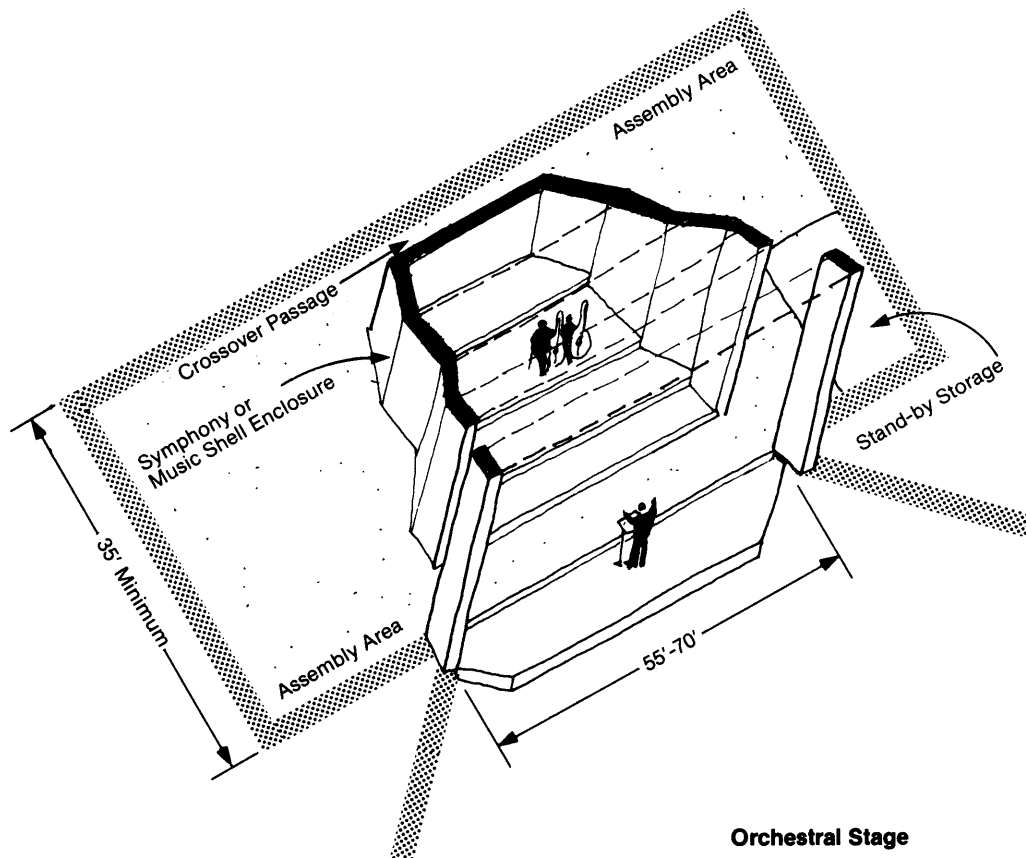 Assembly Area
Crossover Passage
Symphony or
Music Shell Enclosure
Stand-by Storage
35' Minimum
Assembly Area
55'-70'
Orchestral Stage